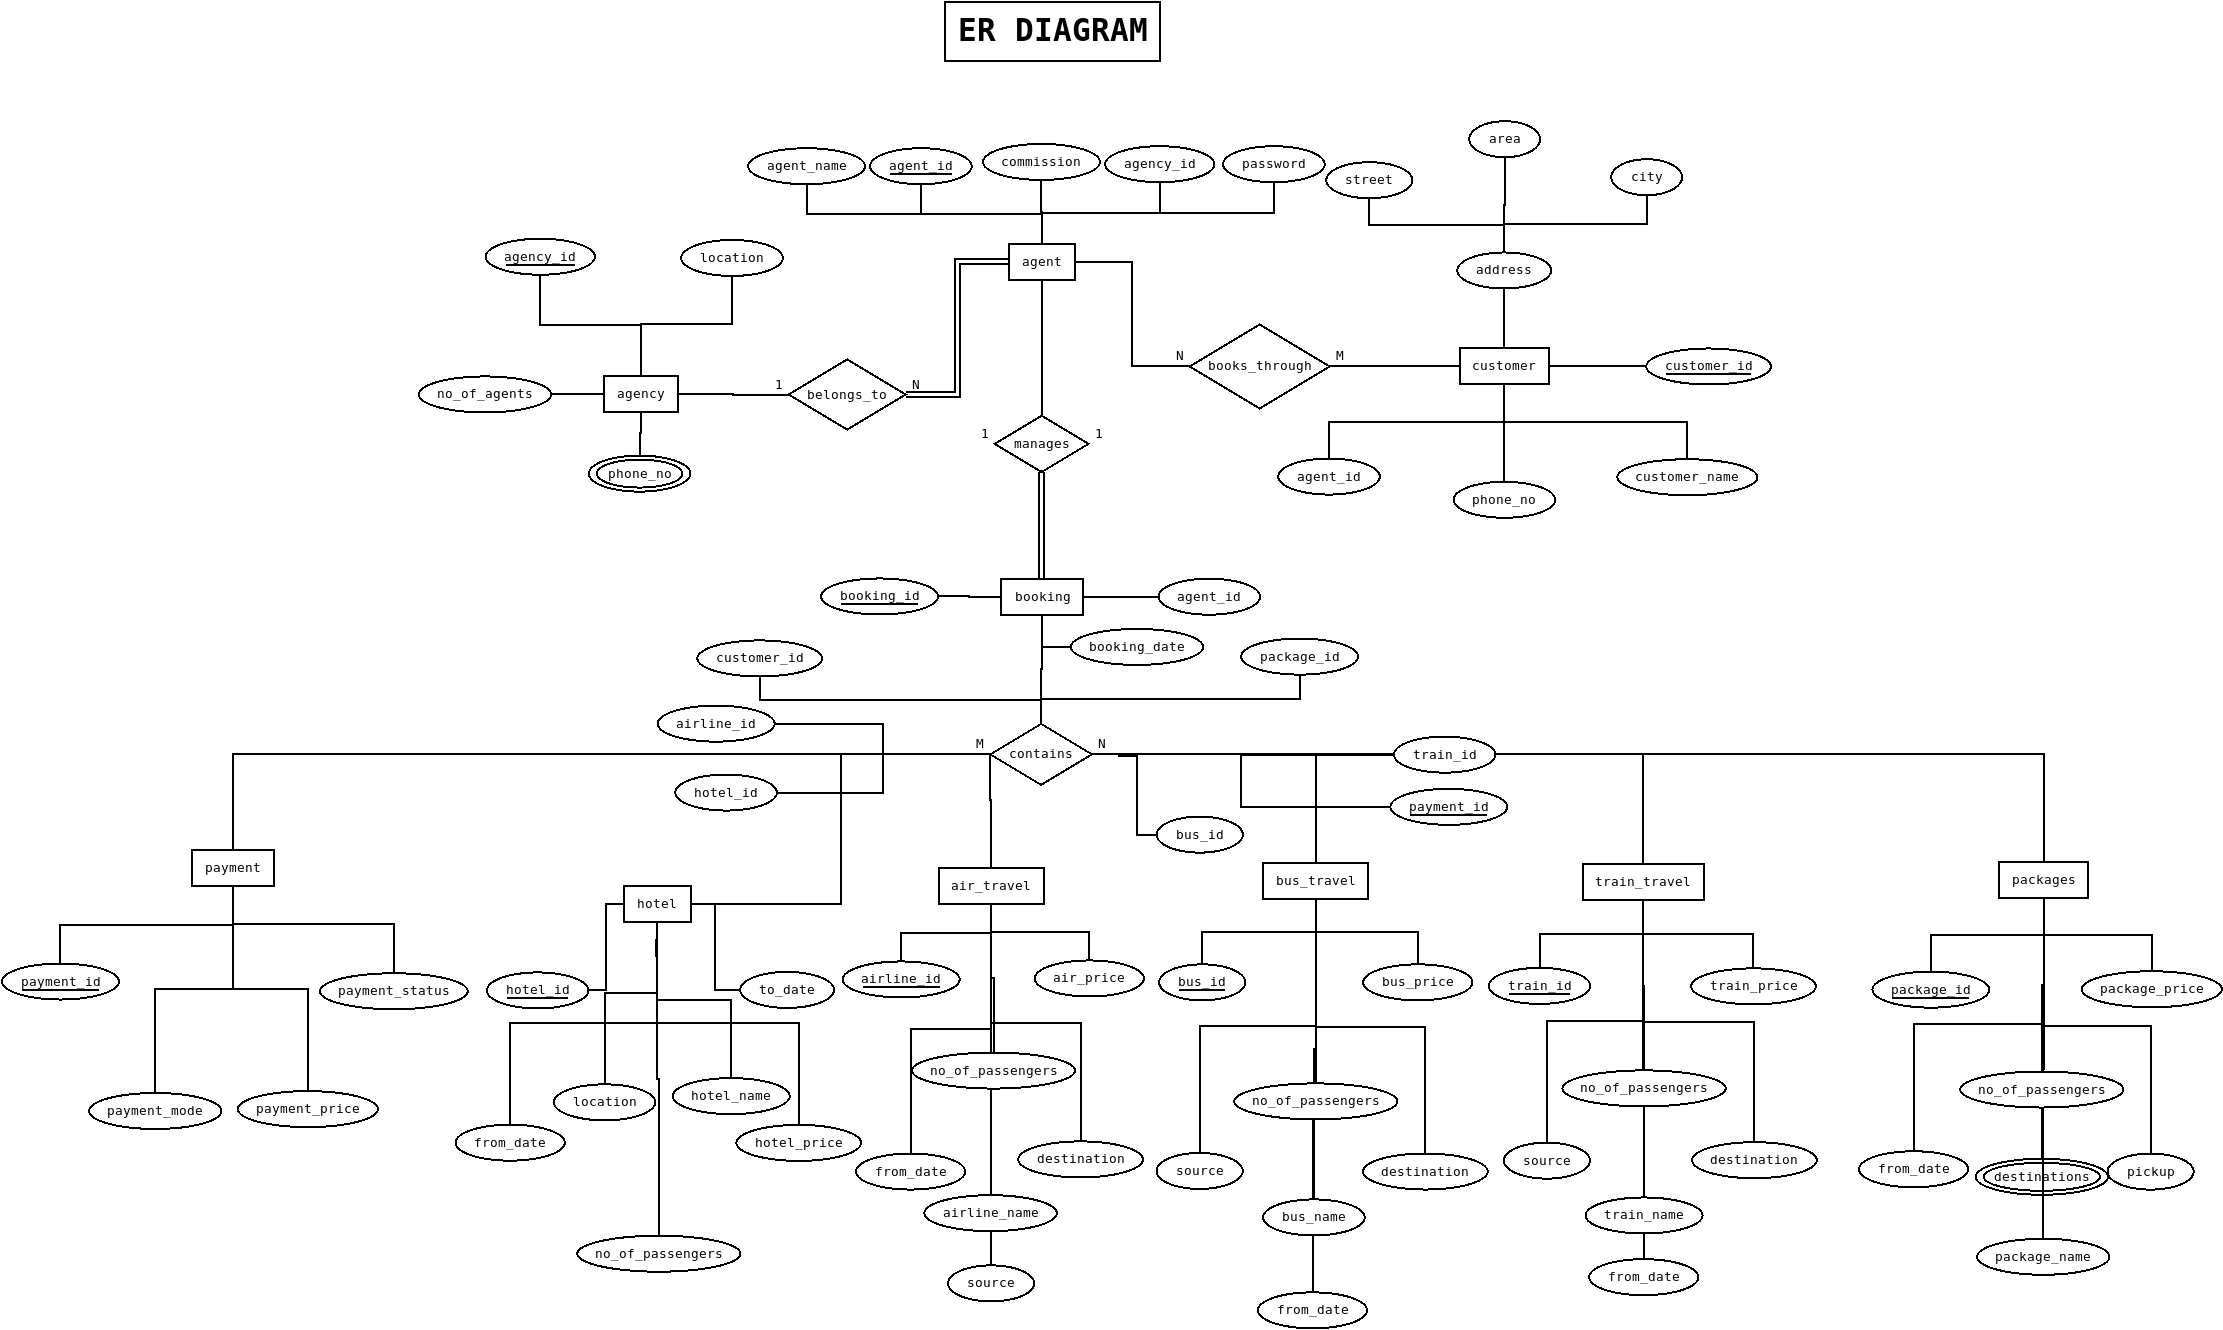 ER DIAGRAM
area
agent_name
agent_id
commission
agency_id
password
street
city
agency_id
location
agent
address
N
books_through
M
customer
customer_id
no_of_agents
agency
1
belongs_to
N
1
manages
1
phone_no
agent_id
phone_no
customer_name
booking_id
booking
agent_id
customer_id
booking_date
package_id
airline_id
M
contains
N
train_id
hotel_id
payment_id
bus_id
payment
hotel
air_travel
bus_travel
train_travel
packages
payment_id
payment_status
hotel_id
to_date
airline_id
air_price
bus_id
bus_price
train_id
train_price
package_id
package_price
payment_mode
payment_price
location
hotel_name
no_of_passengers
no_of_passengers
no_of_passengers
no_of_passengers
from_date
hotel_price
from_date
destination
source
destination
source
destination
from_date
destinations
pickup
no_of_passengers
airline_name
bus_name
train_name
package_name
source
from_date
from_date